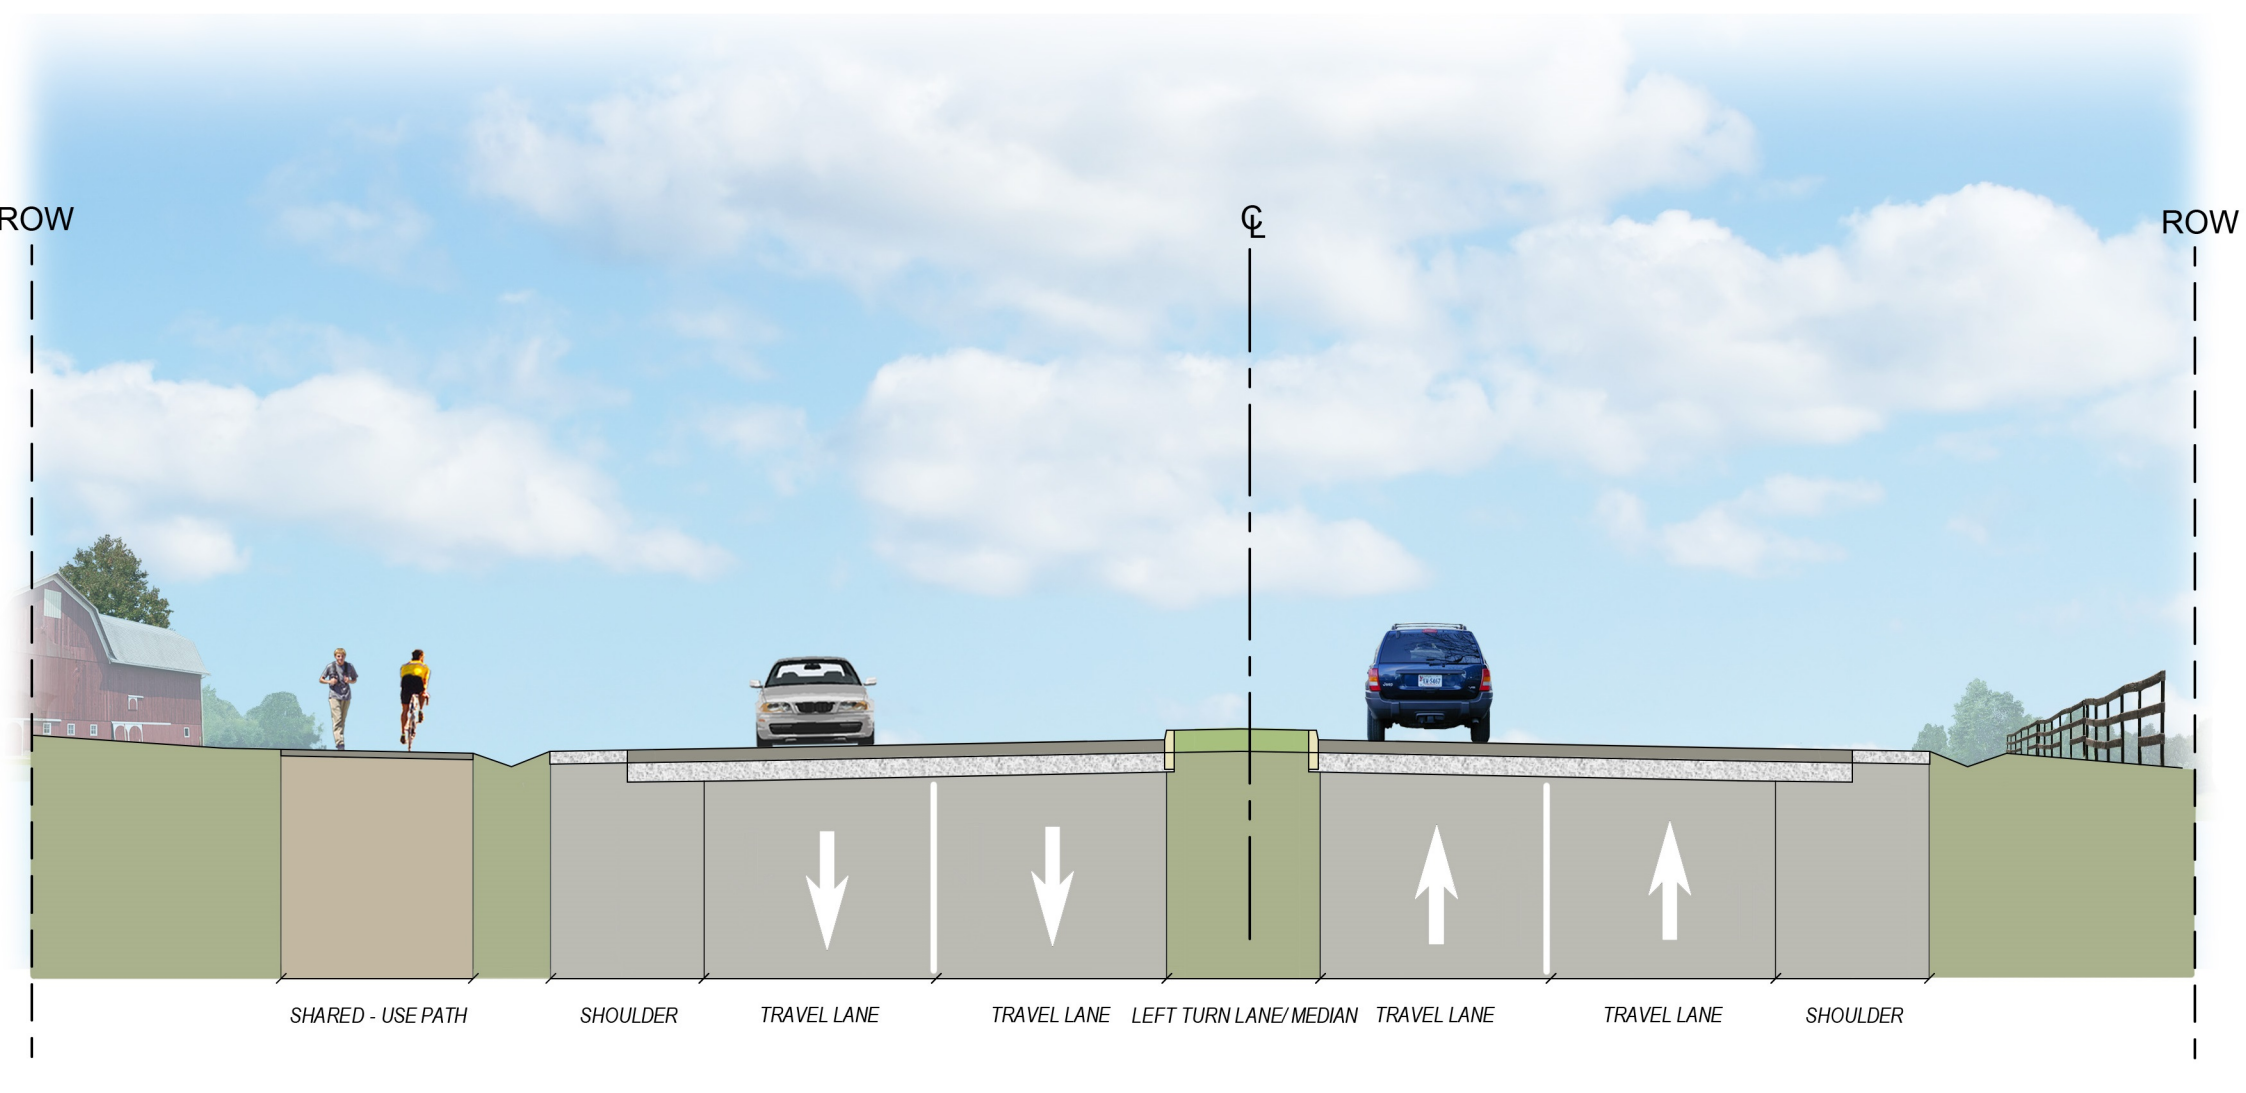 ROW
℄
ROW
SHARED - USE PATH
SHOULDER
TRAVEL LANE
TRAVEL LANE
LEFT TURN LANE/ MEDIAN
TRAVEL LANE
TRAVEL LANE
SHOULDER